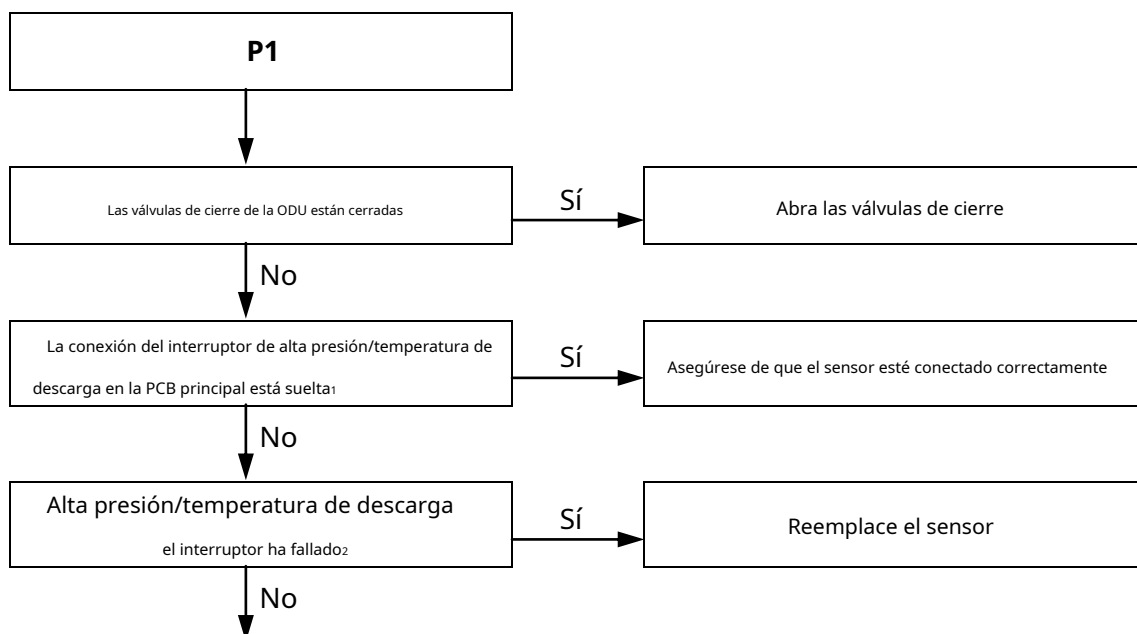 P1
Las válvulas de cierre de la ODU están cerradas
Sí
Abra las válvulas de cierre
No
La conexión del interruptor de alta presión/temperatura de
descarga en la PCB principal está suelta1
Sí
Asegúrese de que el sensor esté conectado correctamente
No
Alta presión/temperatura de descarga
el interruptor ha fallado2
Sí
Reemplace el sensor
No